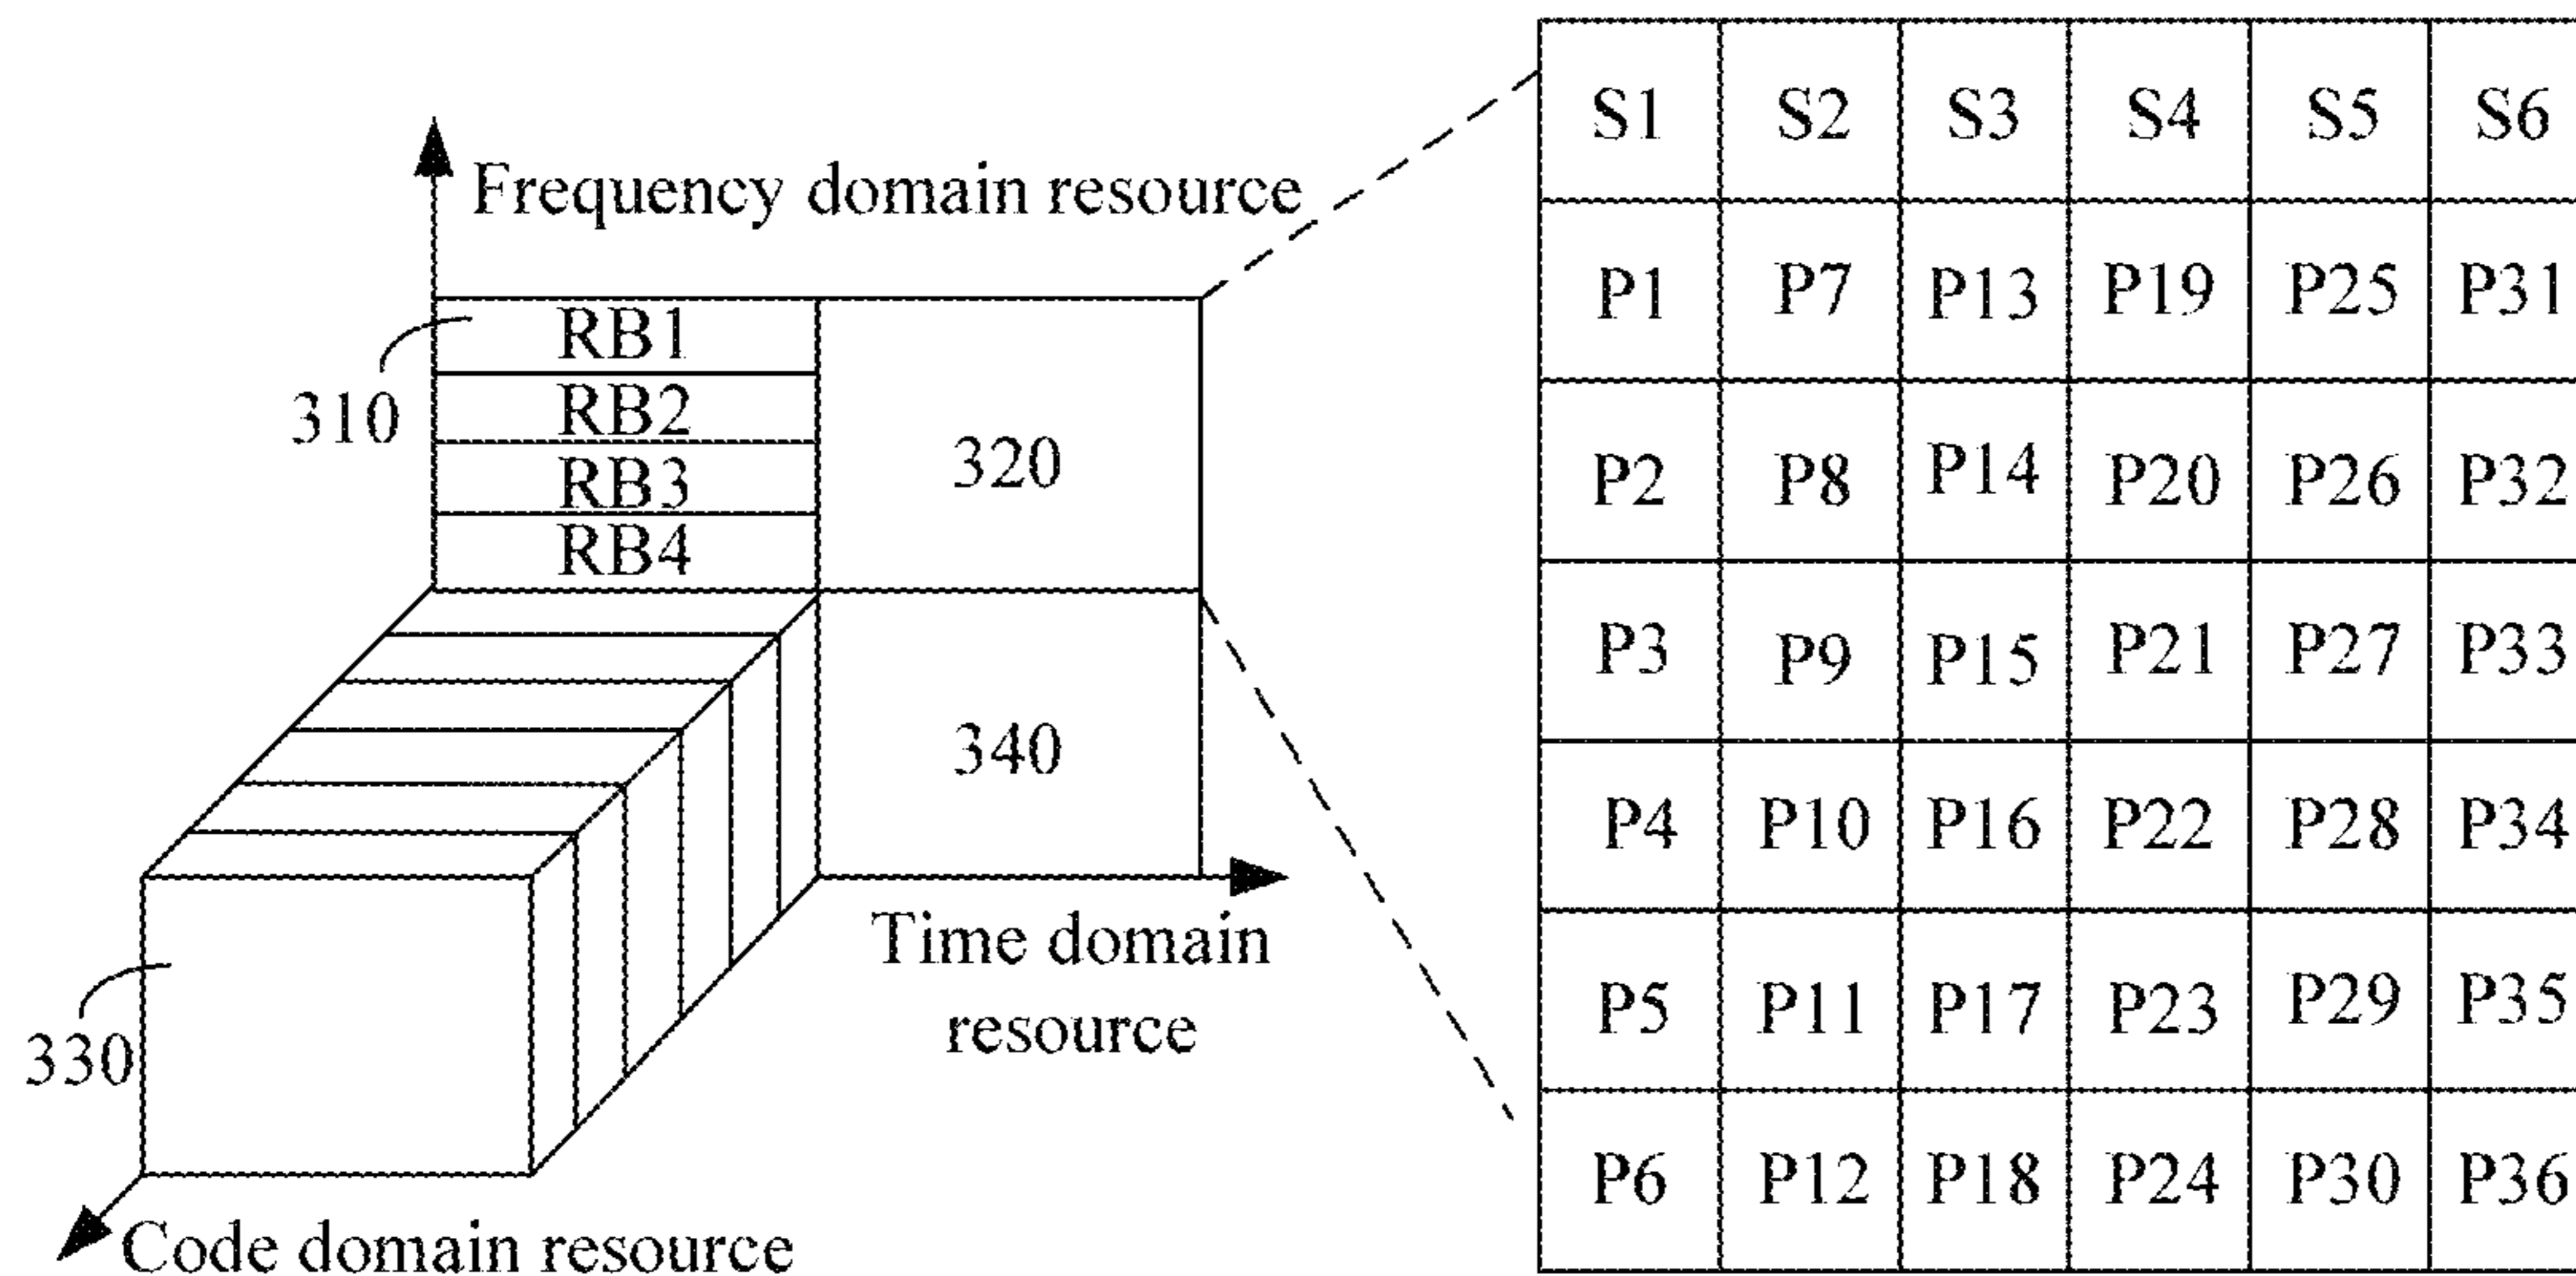 Frequency domain resource
RB1
310
RB2
RB3
RB4
320
340
Time domain
resource
330
Code domain resource
S1 S2 S3 S4 S5 S6
P1 P7 P13 P19 P25 P31
P2 P8 P14 P20 P26 P32
P3 P9 P15 P21 P27 P33
P4 P10 P16 P22 P28 P34
P5 P11 P17 P23 P29 P35
P6 P12 P18 P24 P30 P36